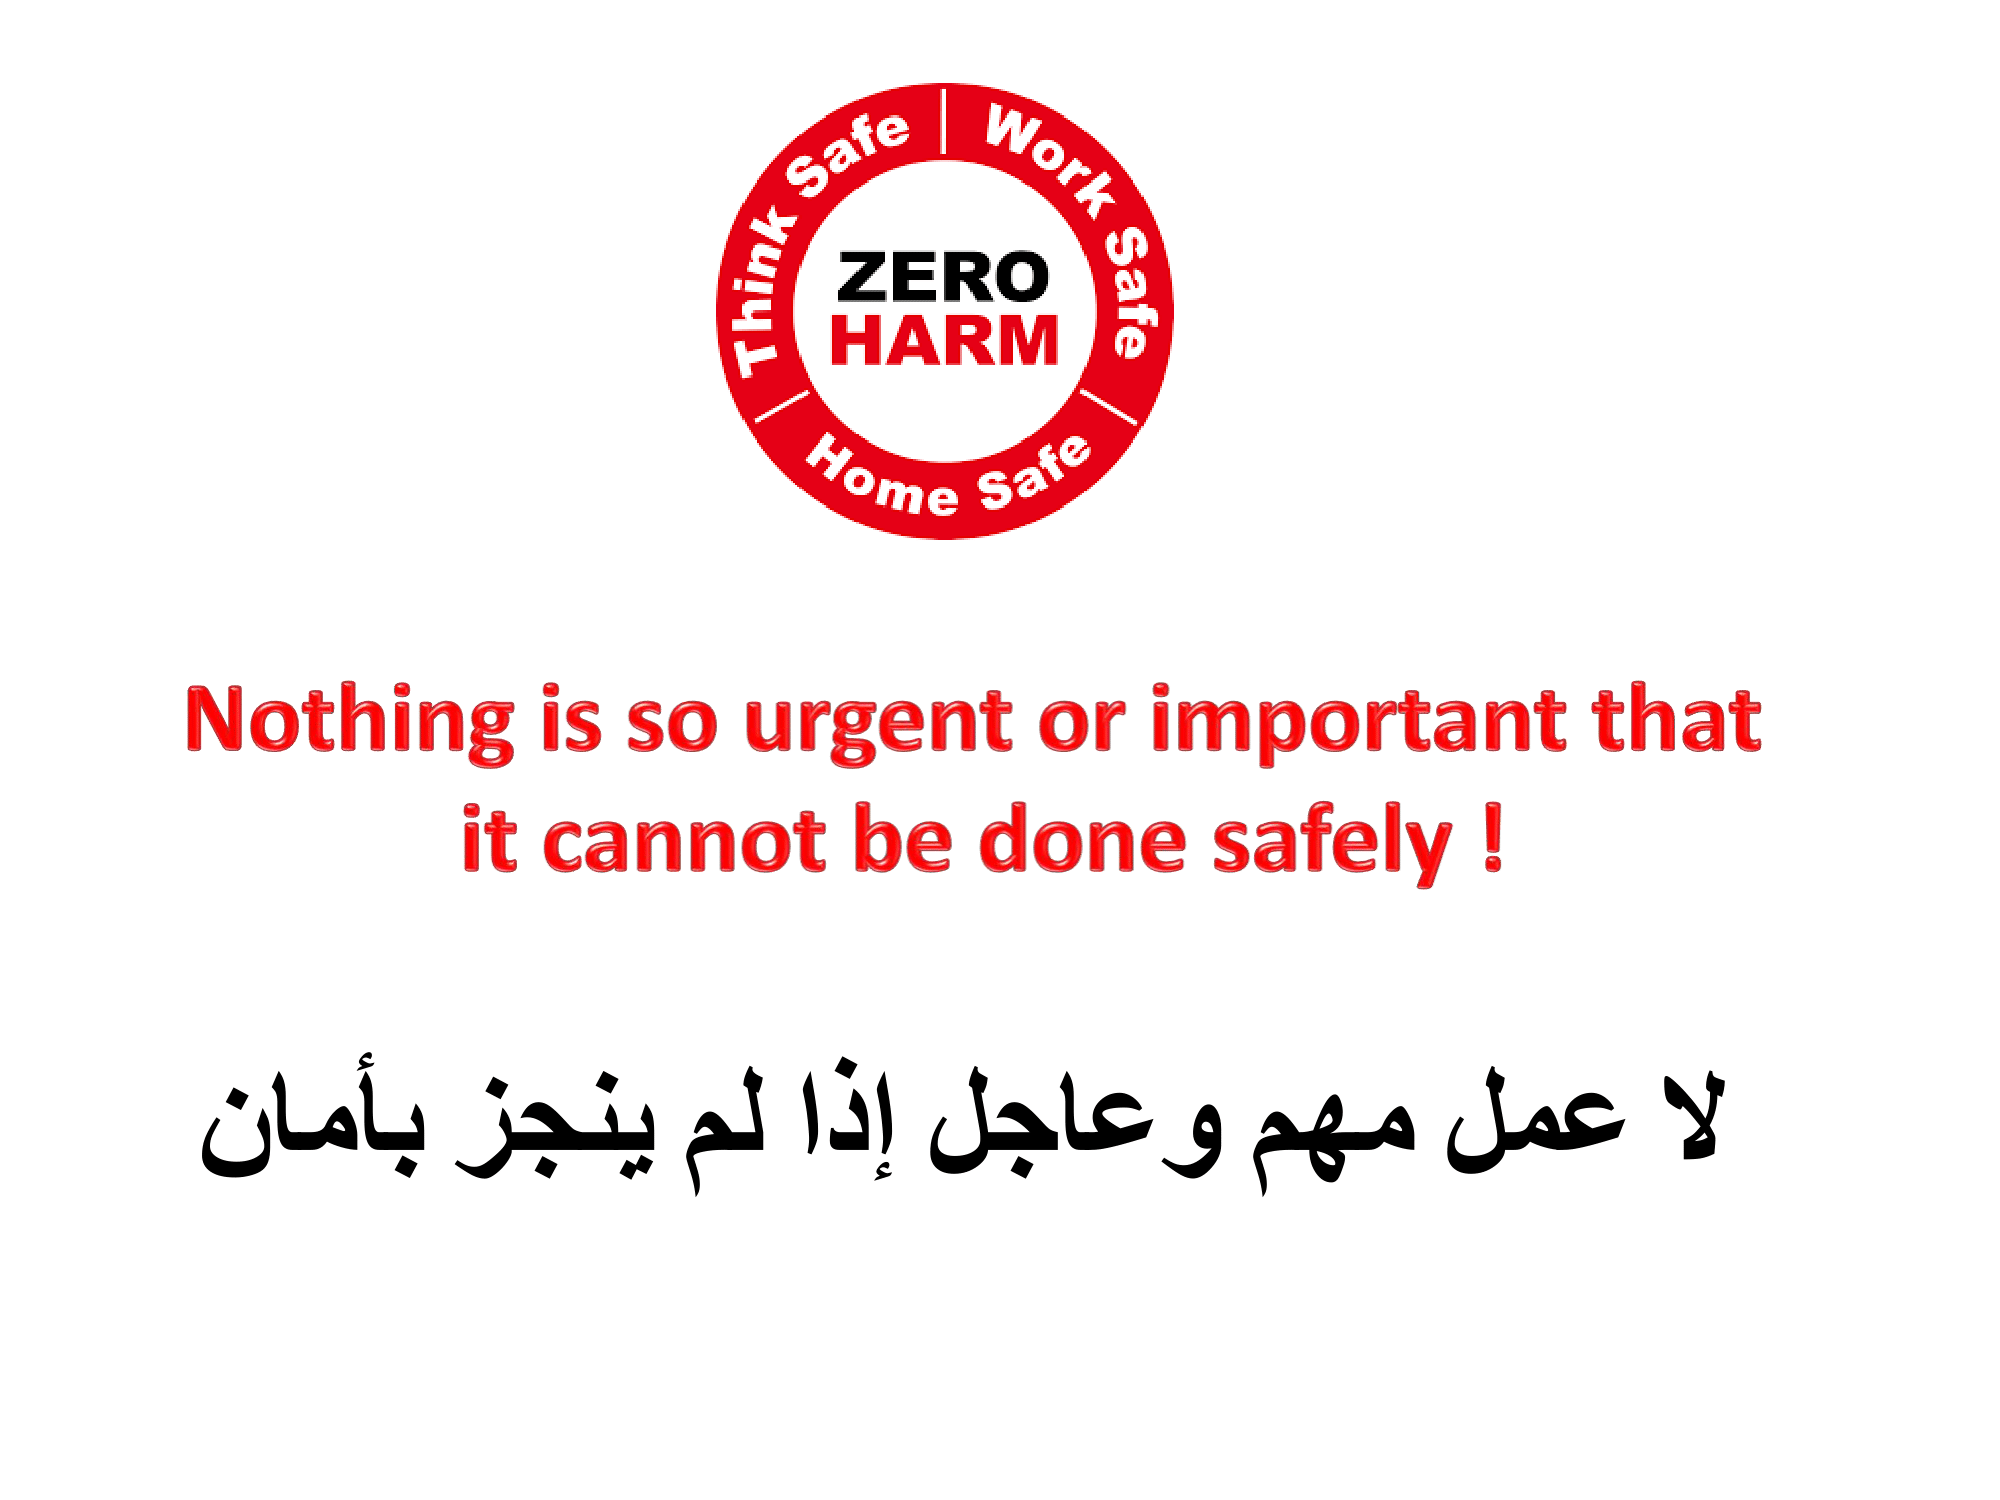 Think Safe
Work Safe
Home Safe
ZERO
HARM
Nothing is so urgent or important that
it cannot be done safely !
لا عمل مهم وعاجل إذا لم ينجز بأمان